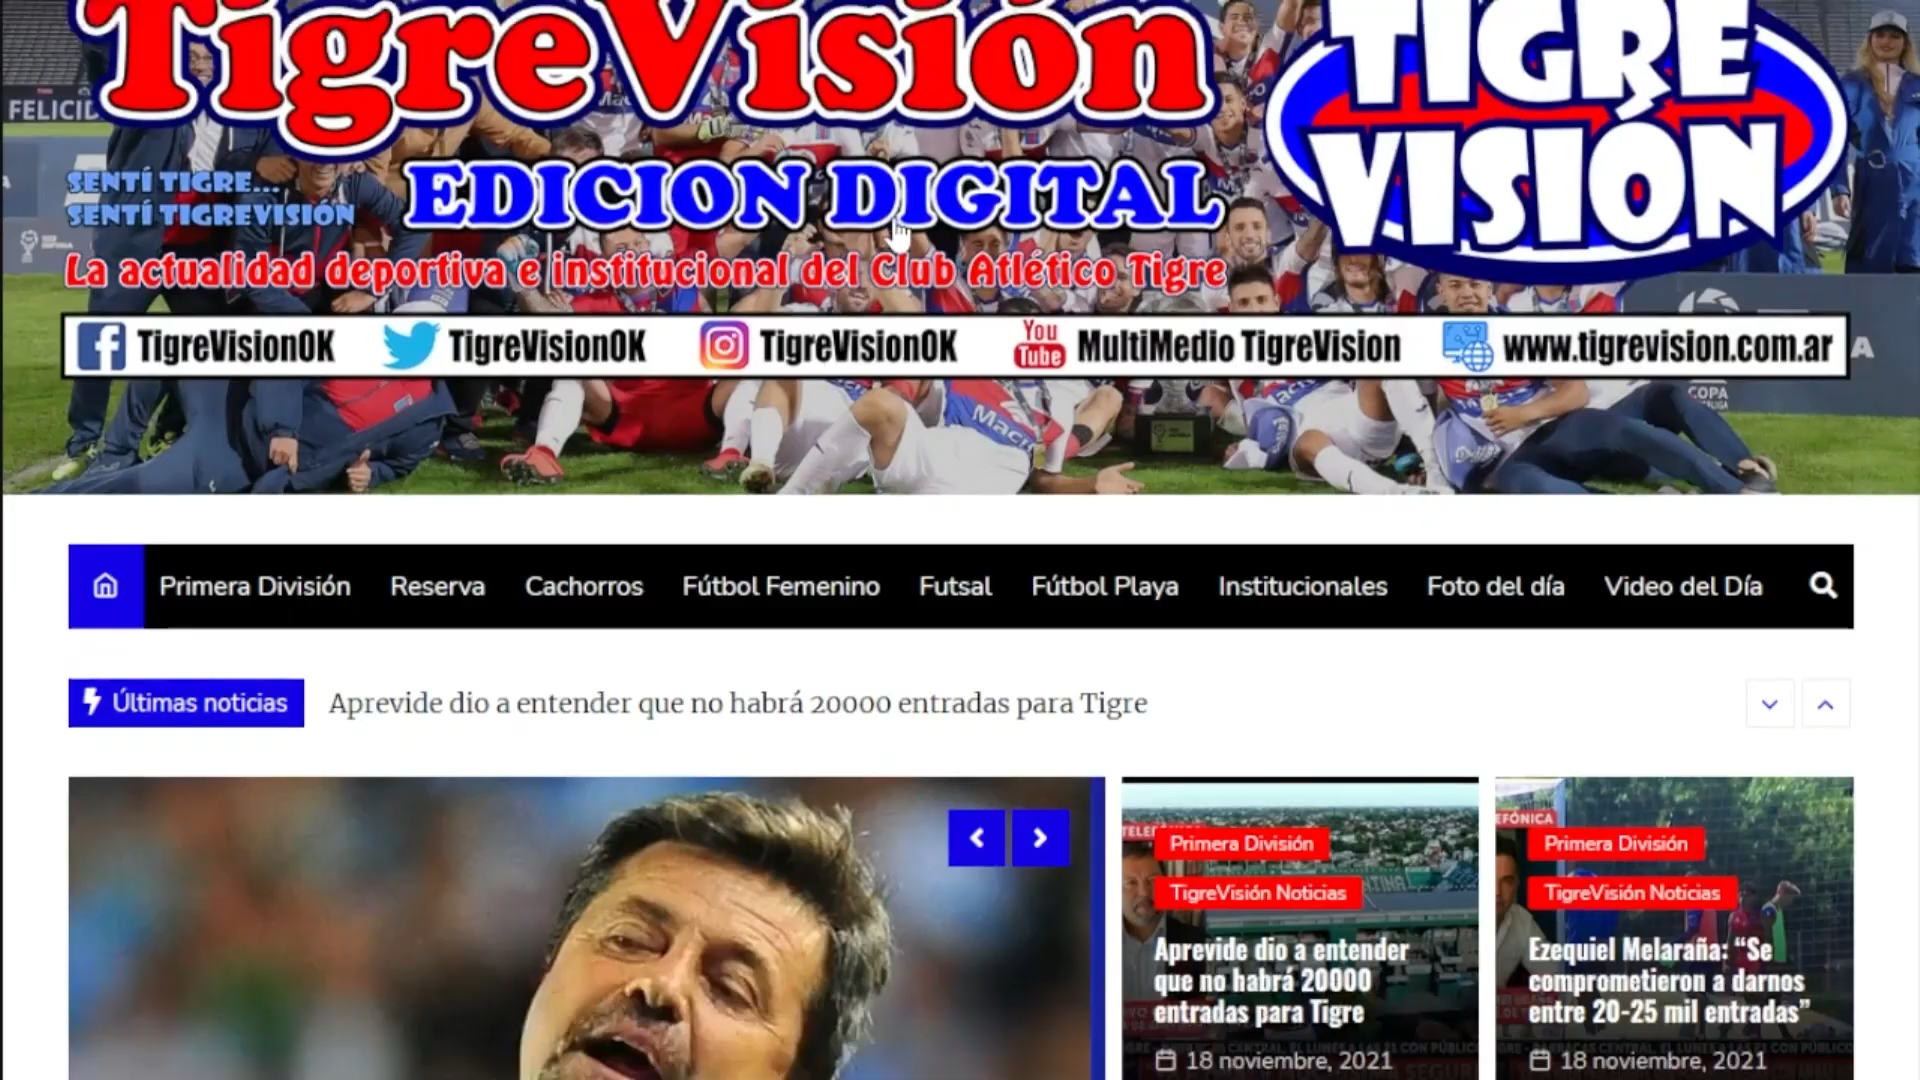 TigreVisión
TIGRE
VISIÓN
FELICID
SENTÍ TIGRE...
SENTÍ TIGREVISIÓN
EDICION DIGITAL
La actualidad deportiva e institucional del Club Atlético Tigre
TigreVisionOK
TigreVisionOK
TigreVisionOK
You
Tube
MultiMedio TigreVision
www.tigrevision.com.ar
COPA
Macr
Primera División
Reserva
Cachorros
Fútbol Femenino
Futsal
Fútbol Playa
Institucionales
Foto del día
Video del Día
Últimas noticias
Aprevide dio a entender que no habrá 20000 entradas para Tigre
Primera División
TigreVisión Noticias
Aprevide dio a entender
que no habrá 20000
entradas para Tigre
18 noviembre, 2021
EFÓNICA
Primera División
TigreVisión Noticias
Ezequiel Melaraña: “Se
comprometieron a darnos
entre 20-25 mil entradas”
18 noviembre, 2021